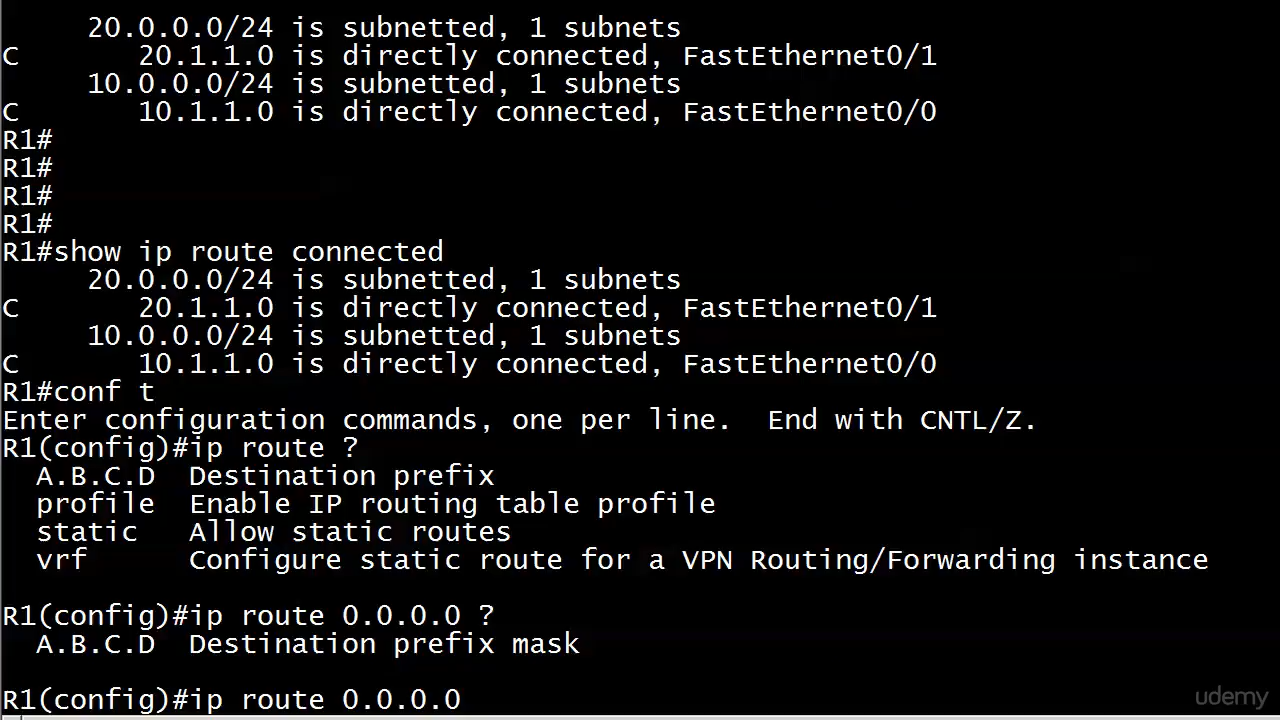 20.0.0.0/24 is subnetted, 1 subnets
C       20.1.1.0 is directly connected, FastEthernet0/1
     10.0.0.0/24 is subnetted, 1 subnets
C       10.1.1.0 is directly connected, FastEthernet0/0
R1#
R1#
R1#
R1#
R1#show ip route connected
     20.0.0.0/24 is subnetted, 1 subnets
C       20.1.1.0 is directly connected, FastEthernet0/1
     10.0.0.0/24 is subnetted, 1 subnets
C       10.1.1.0 is directly connected, FastEthernet0/0
R1#conf t
Enter configuration commands, one per line.  End with CNTL/Z.
R1(config)#ip route ?
  A.B.C.D  Destination prefix
  profile  Enable IP routing table profile
  static   Allow static routes
  vrf      Configure static route for a VPN Routing/Forwarding instance
R1(config)#ip route 0.0.0.0 ?
  A.B.C.D  Destination prefix mask
R1(config)#ip route 0.0.0.0
udemy